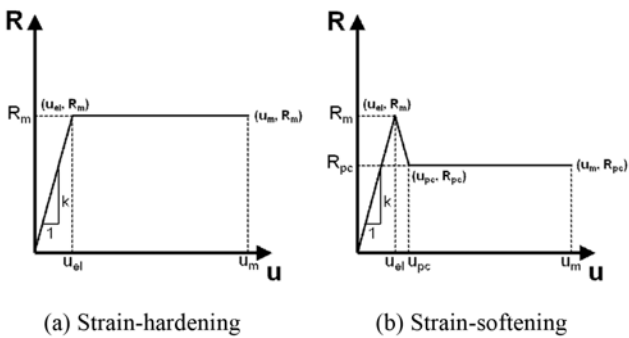 R
(uel, Rm)
Rm
(um, Rm)
k
1
uel
um
u
(a) Strain-hardening
R
(uel, Rm)
Rm
Rpc
(um, Rpc)
(upc, Rpc)
k
1
uel upc
um
u
(b) Strain-softening